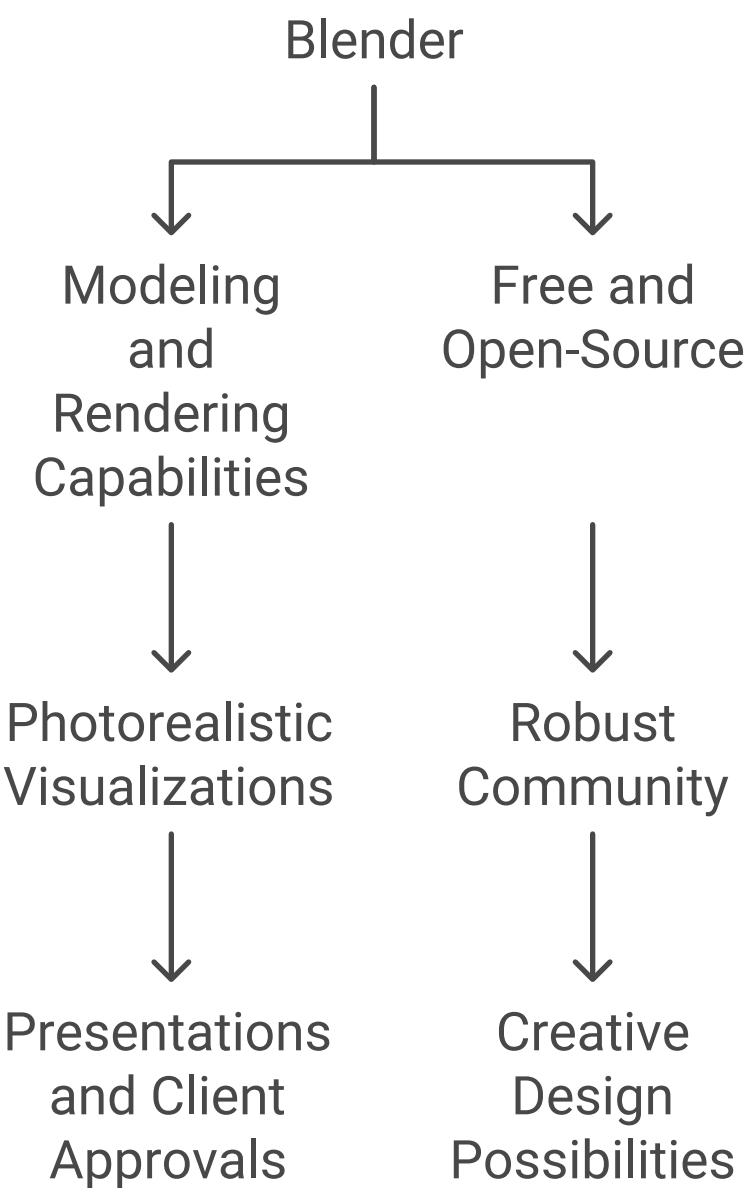 Blender
Modeling
and
Rendering
Capabilities
Free and
Open-Source
Photorealistic
Visualizations
Robust
Community
Presentations
and Client
Approvals
Creative
Design
Possibilities